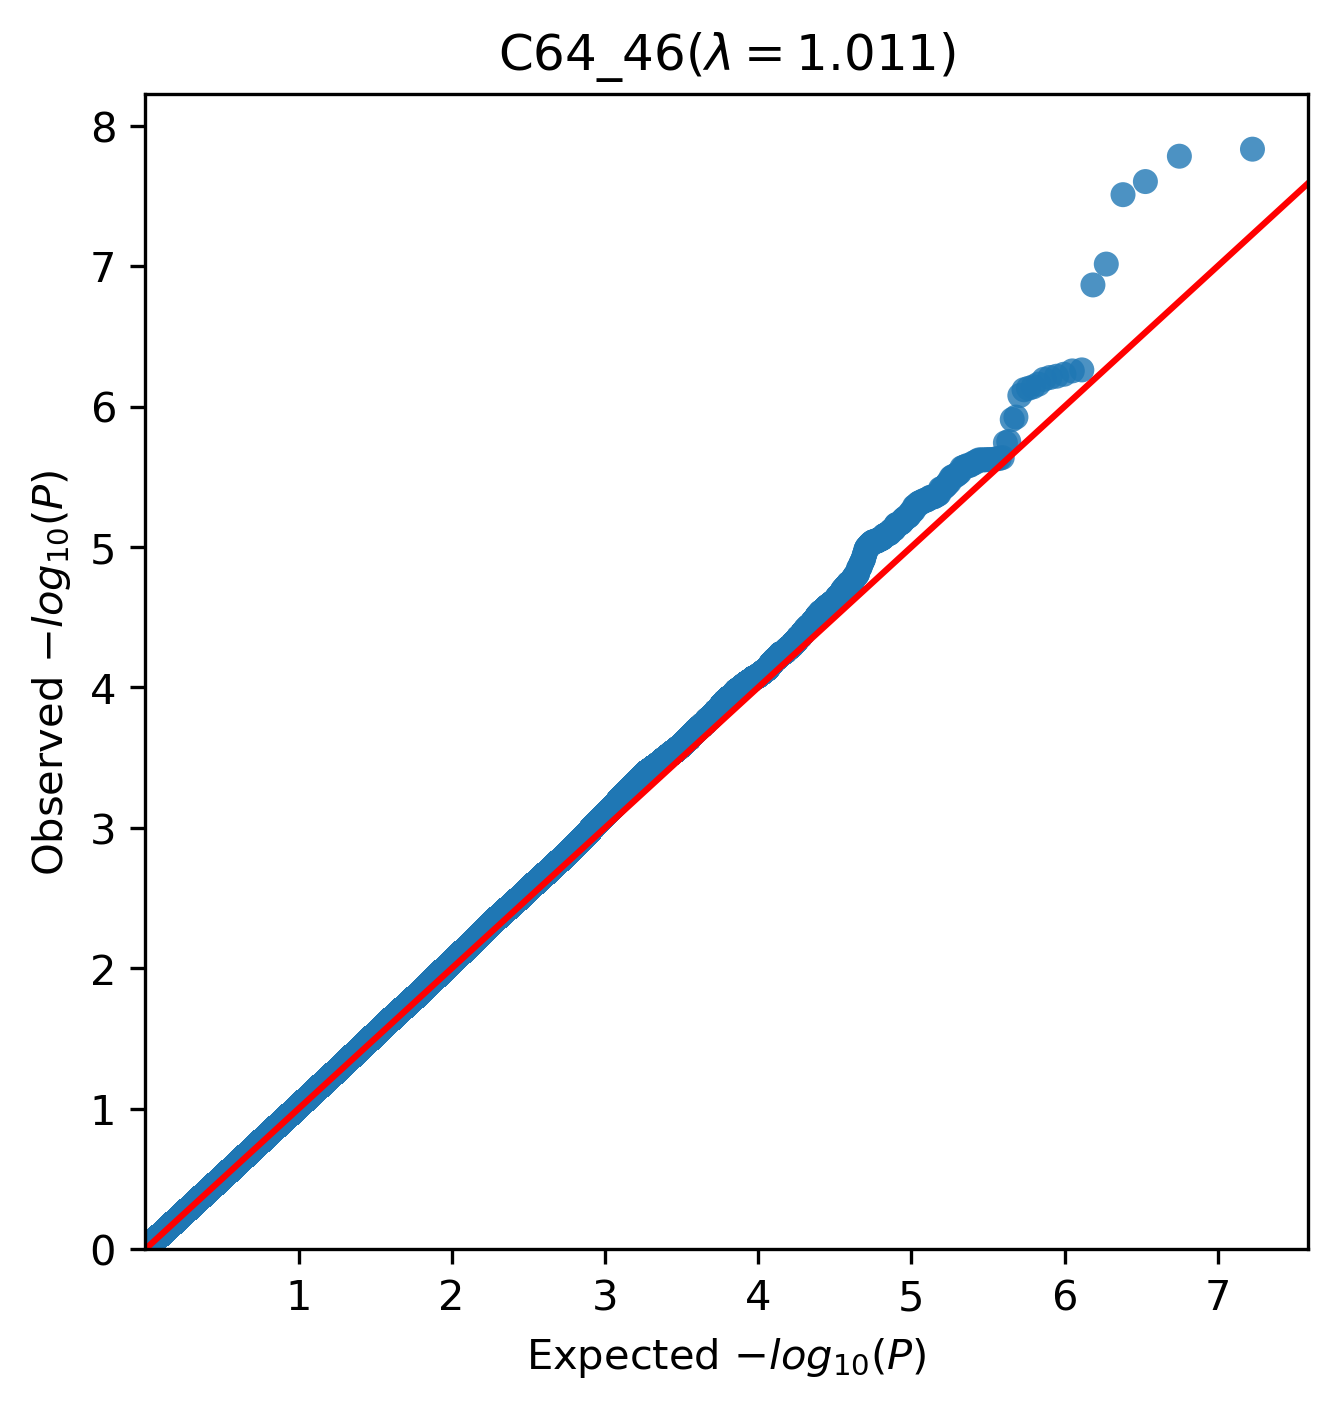 C64_46(λ = 1.011)
8
7
6
5
4
3
2
1
0
Observed −log₁₀(P)
1 2 3 4 5 6 7
Expected −log₁₀(P)